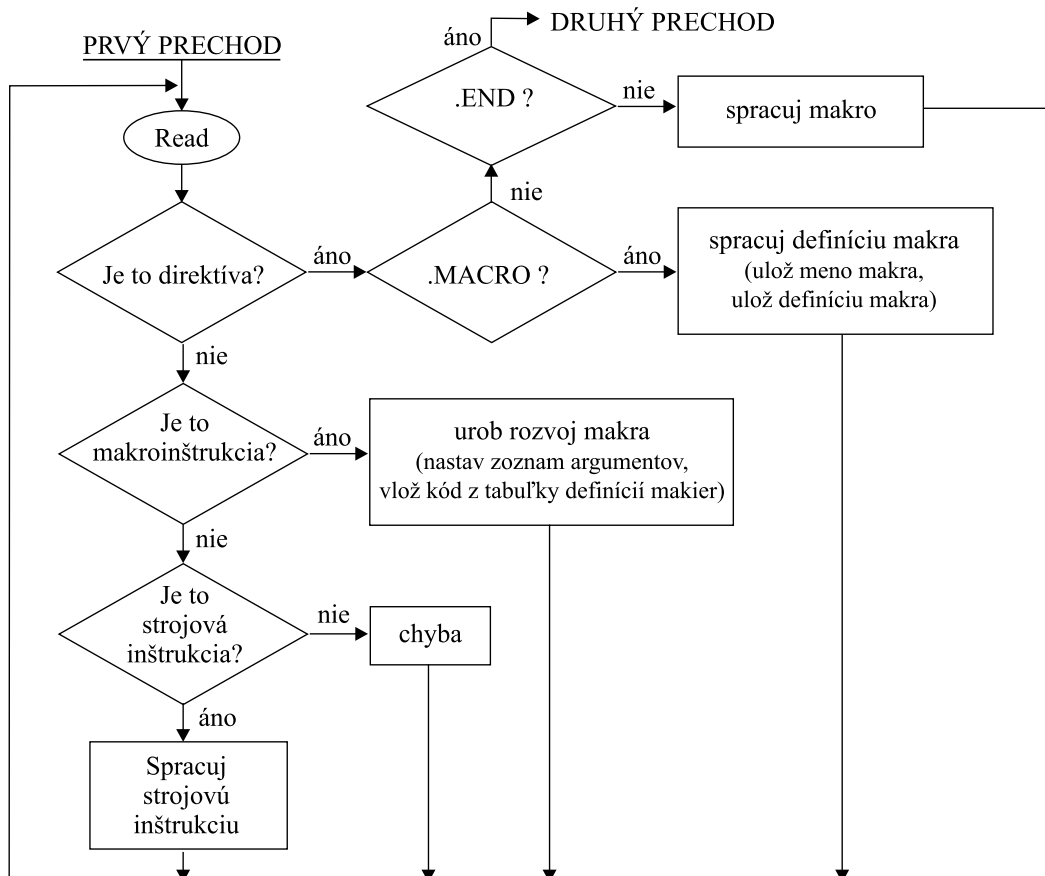 PRVÝ PRECHOD
Read
Je to direktíva?
áno
nie
.MACRO ?
nie
áno
.END ?
áno
DRUHÝ PRECHOD
nie
spracuj makro
spracuj definíciu makra
(ulož meno makra,
ulož definíciu makra)
Je to
makroinštrukcia?
áno
nie
urob rozvoj makra
(nastav zoznam argumentov,
vlož kód z tabuľky definícií makier)
Je to
strojová
inštrukcia?
nie
áno
chyba
Spracuj
strojovú
inštrukciu